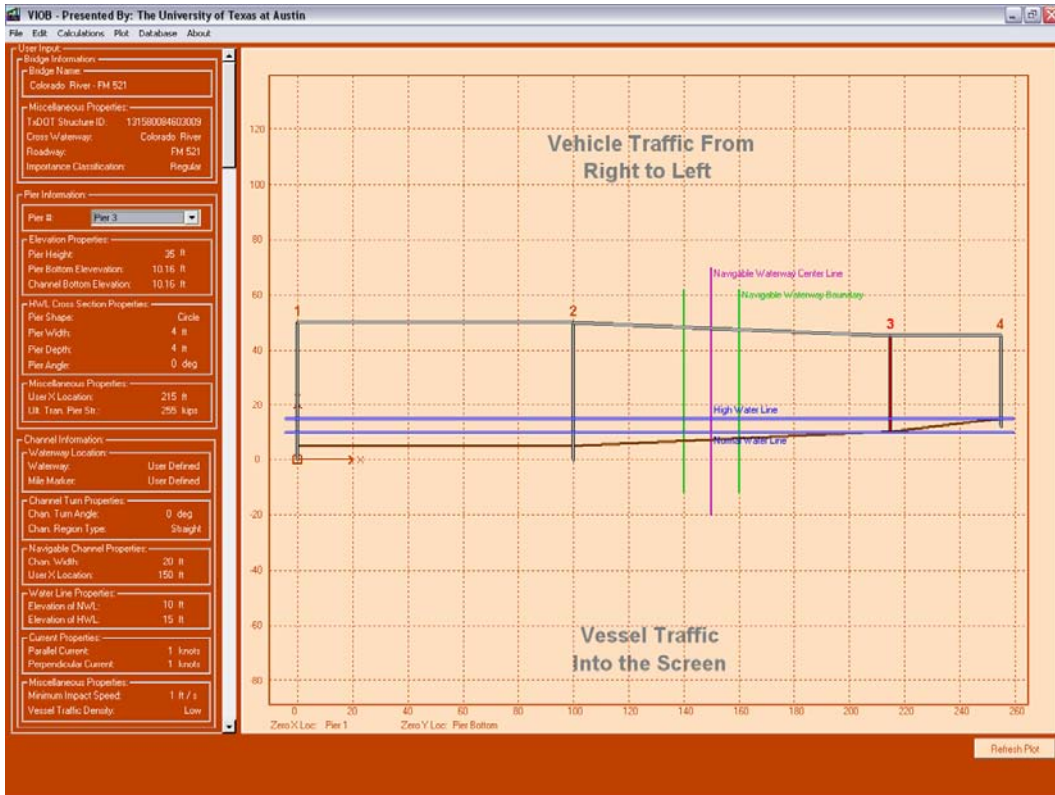 VIOB - Presented By: The University of Texas at Austin
File Edit Calculations Plot Database About
User Input:
Bridge Information:
Bridge Name:
Colorado River - FM 521
Miscellaneous Properties:
TxDOT Structure ID: 131580084603009
Cross Waterway: Colorado River
Roadway: FM 521
Importance Classification: Regular
Pier Information:
Pier #: Pier 3
Elevation Properties:
Pier Height: 35 ft
Pier Bottom Elevevation: 10.16 ft
Channel Bottom Elevation: 10.16 ft
HWL Cross Section Properties:
Pier Shape: Circle
Pier Width: 4 ft
Pier Depth: 4 ft
Pier Angle: 0 deg
Miscellaneous Properties:
User X Location: 215 ft
Ult. Tran. Pier Str.: 255 kips
Channel Information:
Waterway Location:
Waterway: User Defined
Mile Marker: User Defined
Channel Turn Properties:
Chan. Turn Angle: 0 deg
Chan. Region Type: Straight
Navigable Channel Properties:
Chan. Width: 20 ft
User X Location: 150 ft
Water Line Properties:
Elevation of NWL: 10 ft
Elevation of HWL: 15 ft
Current Properties:
Parallel Current: 1 knots
Perpendicular Current: 1 knots
Miscellaneous Properties:
Minimum Impact Speed: 1 ft / s
Vessel Traffic Density: Low
Vehicle Traffic From
Right to Left
120
100
80
60
40
20
0
-20
-40
60
80
Navigable Waterway Center Line
Navigable Waterway Boundary
1 2 3 4
High Water Line
Normal Water Line
X
Vessel Traffic
Into the Screen
0 20 40 60 80 100 120 140 160 180 200 220 240 260
Zero X Loc: Pier 1 Zero Y Loc: Pier Bottom
Refresh Plot